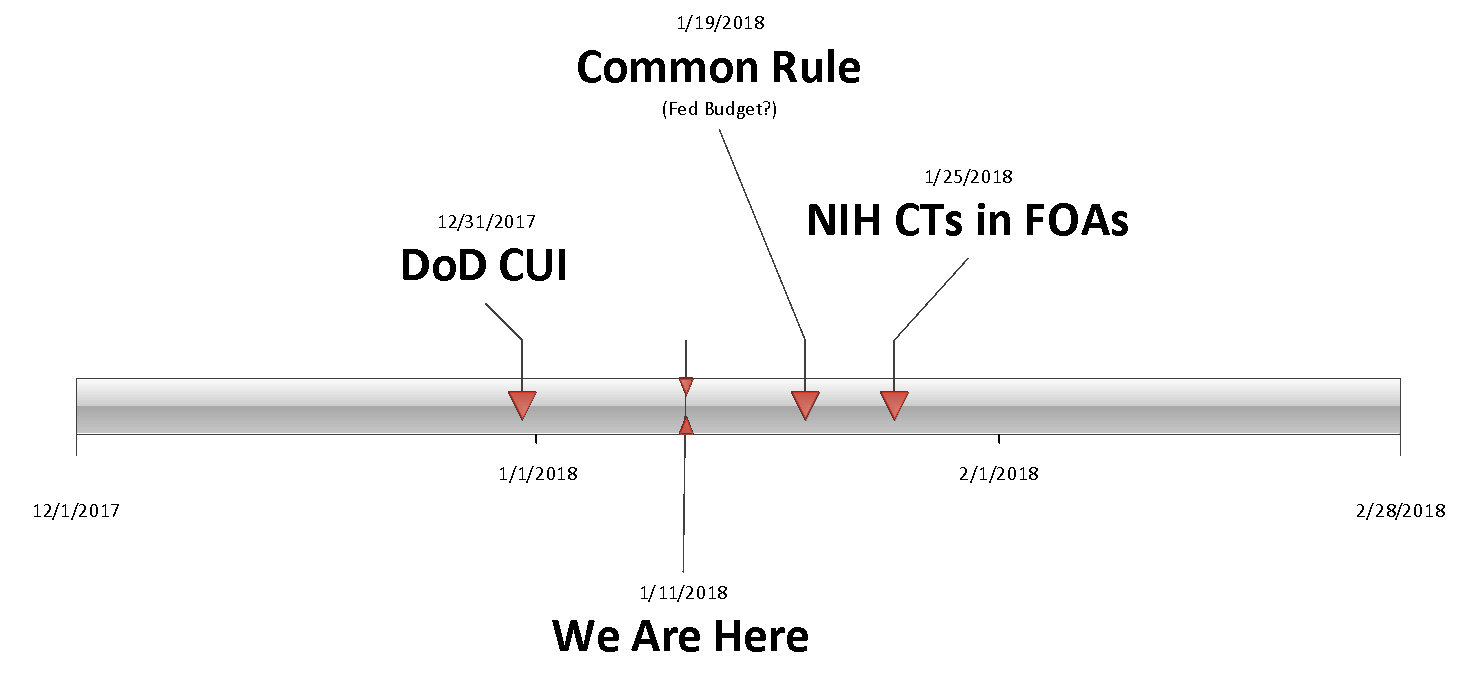 1/19/2018
Common Rule
(Fed Budget?)
1/25/2018
NIH CTs in FOAs
12/31/2017
DoD CUI
1/1/2018
2/1/2018
12/1/2017
2/28/2018
1/11/2018
We Are Here